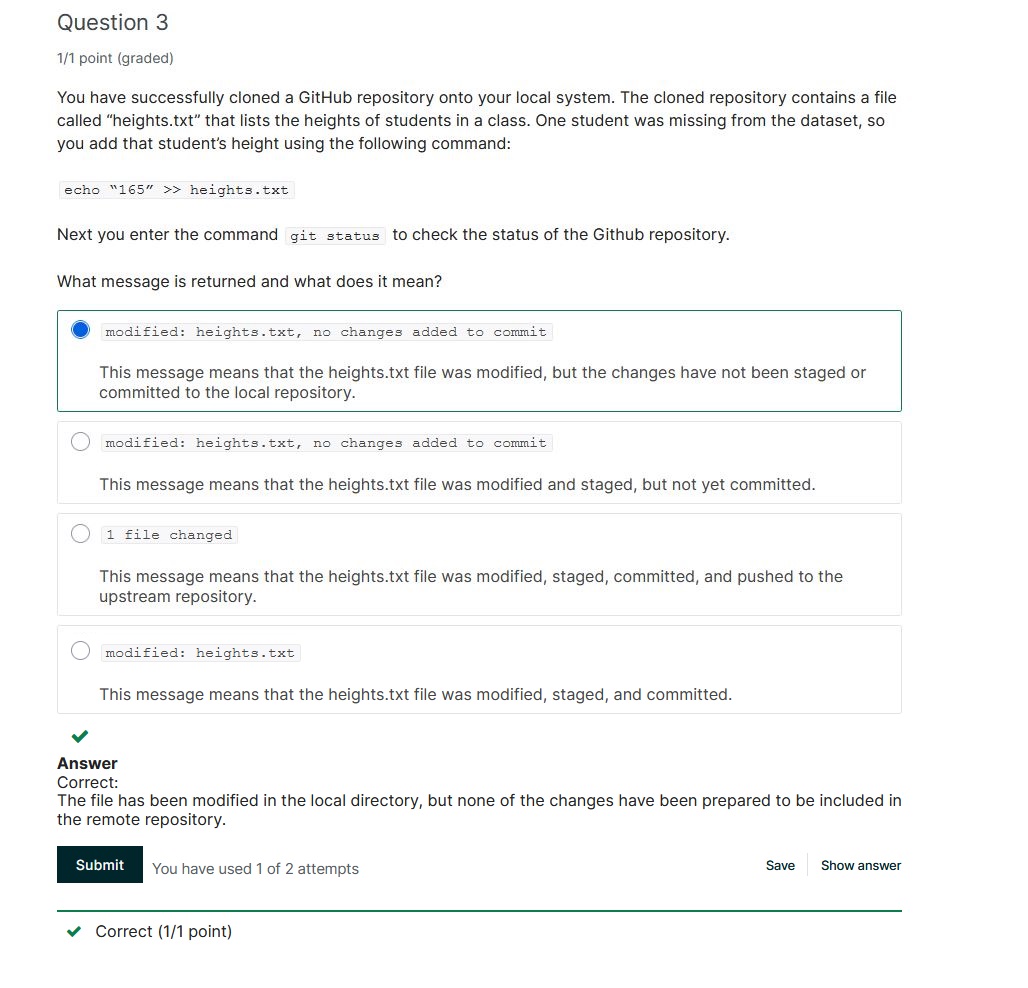 Question 3
1/1 point (graded)
You have successfully cloned a GitHub repository onto your local system. The cloned repository contains a file
called “heights.txt” that lists the heights of students in a class. One student was missing from the dataset, so
you add that student’s height using the following command:
echo “165” >> heights.txt
Next you enter the command git status to check the status of the Github repository.
What message is returned and what does it mean?
modified: heights.txt, no changes added to commit
This message means that the heights.txt file was modified, but the changes have not been staged or
committed to the local repository.
modified: heights.txt, no changes added to commit
This message means that the heights.txt file was modified and staged, but not yet committed.
1 file changed
This message means that the heights.txt file was modified, staged, committed, and pushed to the
upstream repository.
modified: heights.txt
This message means that the heights.txt file was modified, staged, and committed.
Answer
Correct:
The file has been modified in the local directory, but none of the changes have been prepared to be included in
the remote repository.
Submit You have used 1 of 2 attempts Save Show answer
Correct (1/1 point)